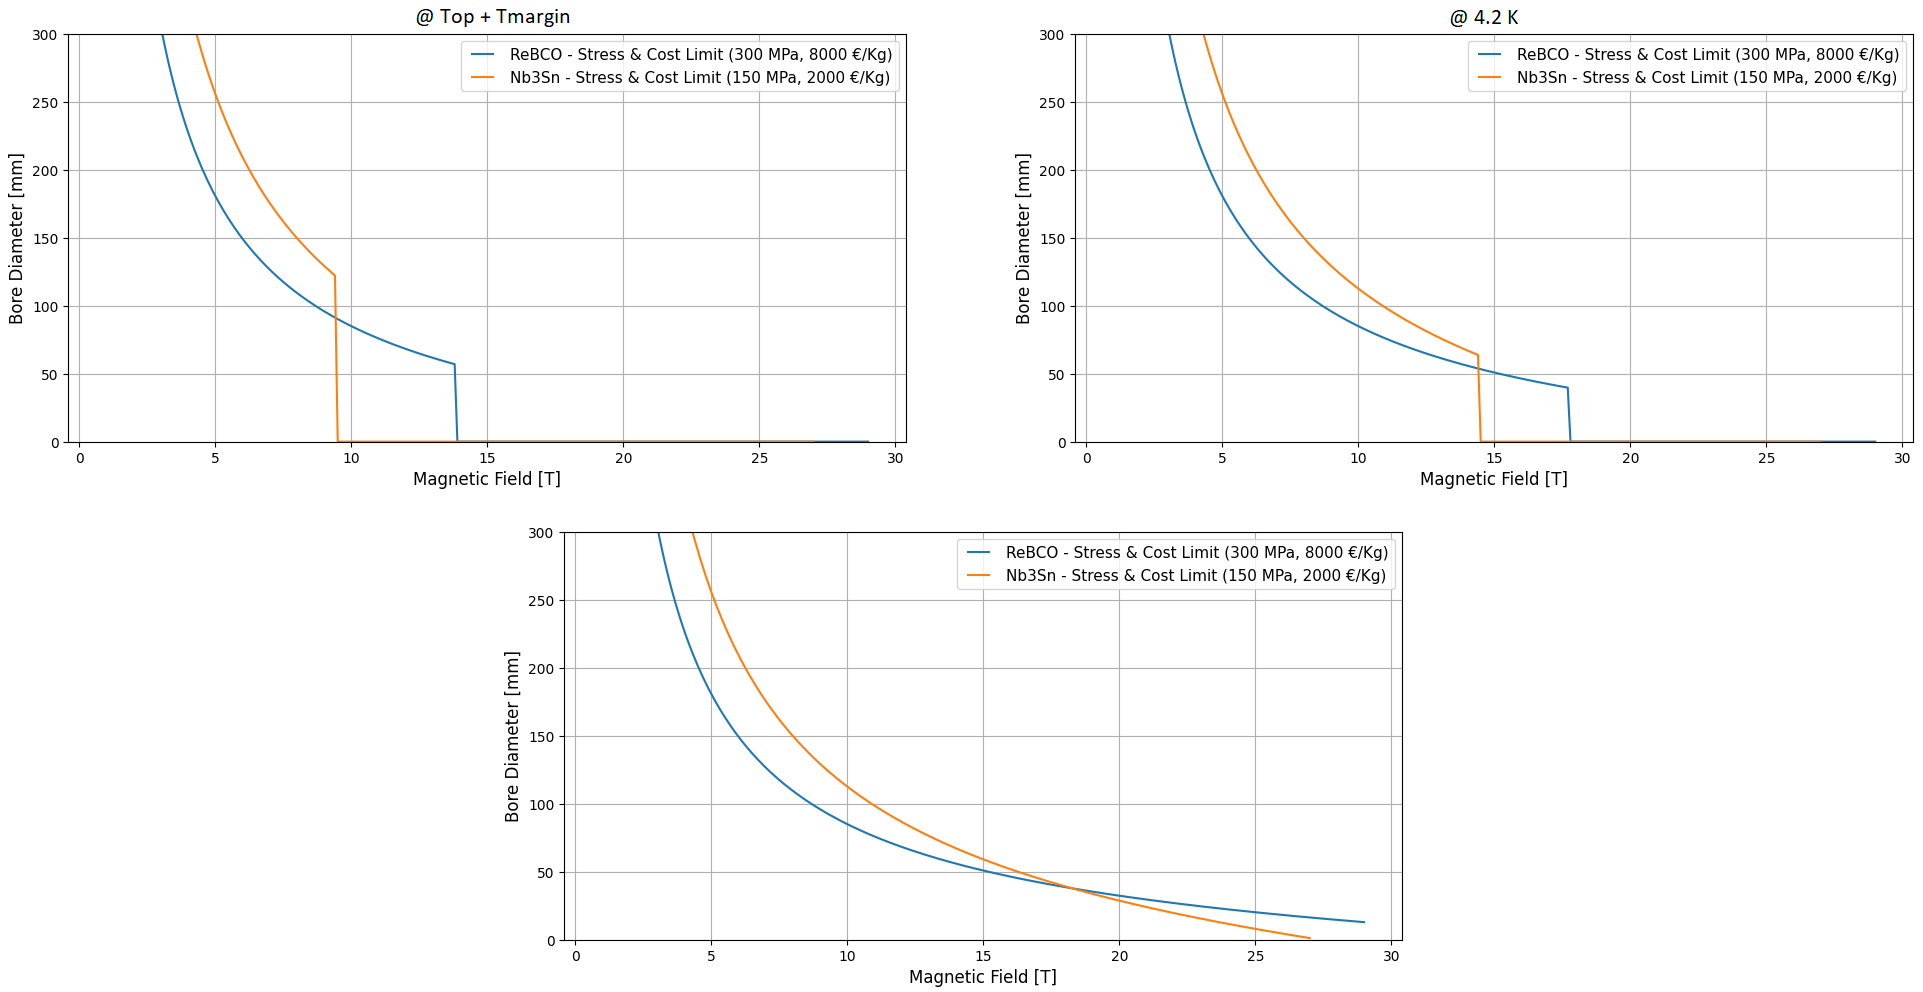 @ Top + Tmargin
ReBCO - Stress & Cost Limit (300 MPa, 8000 €/Kg)
Nb3Sn - Stress & Cost Limit (150 MPa, 2000 €/Kg)
300
250
200
150
100
50
0
Bore Diameter [mm]
0 5 10 15 20 25 30
Magnetic Field [T]
@ 4.2 K
ReBCO - Stress & Cost Limit (300 MPa, 8000 €/Kg)
Nb3Sn - Stress & Cost Limit (150 MPa, 2000 €/Kg)
300
250
200
150
100
50
0
Bore Diameter [mm]
0 5 10 15 20 25 30
Magnetic Field [T]
ReBCO - Stress & Cost Limit (300 MPa, 8000 €/Kg)
Nb3Sn - Stress & Cost Limit (150 MPa, 2000 €/Kg)
300
250
200
150
100
50
0
Bore Diameter [mm]
0 5 10 15 20 25 30
Magnetic Field [T]